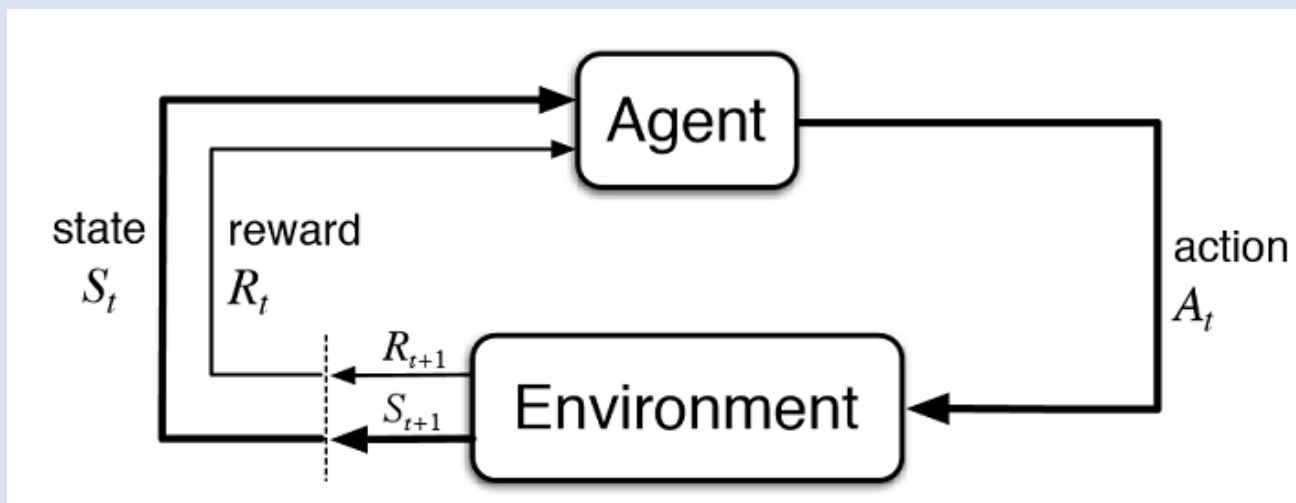 Agent
state
S_t
reward
R_t
action
A_t
R_{t+1}
S_{t+1}
Environment